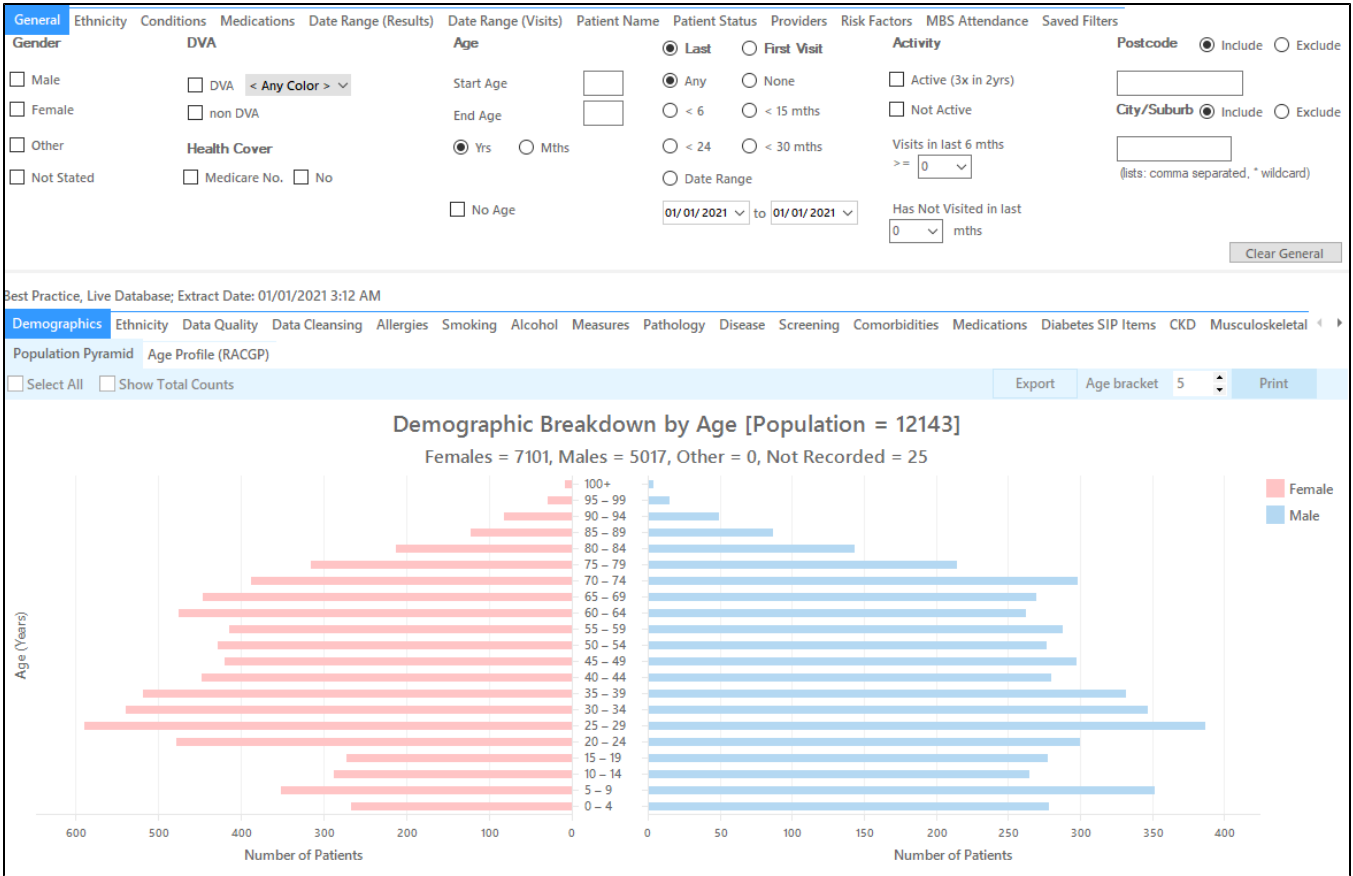 General Ethnicity Conditions Medications Date Range (Results) Date Range (Visits) Patient Name Patient Status Providers Risk Factors MBS Attendance Saved Filters
Gender DVA Age Last First Visit Activity Postcode Include Exclude
Male DVA < Any Color > Start Age Any None Active (3x in 2yrs)
Female non DVA End Age < 6 < 15 mths Not Active City/Suburb Include Exclude
Other Health Cover Yrs Mths < 24 < 30 mths Visits in last 6 mths
>= 0
Not Stated Medicare No. No Date Range (lists: comma separated, * wildcard)
No Age 01/01/2021 to 01/01/2021 Has Not Visited in last
0 mths
Clear General
Best Practice, Live Database; Extract Date: 01/01/2021 3:12 AM
Demographics Ethnicity Data Quality Data Cleansing Allergies Smoking Alcohol Measures Pathology Disease Screening Comorbidities Medications Diabetes SIP Items CKD Musculoskeletal
Population Pyramid Age Profile (RACGP)
Select All Show Total Counts Export Age bracket 5 Print
Demographic Breakdown by Age [Population = 12143]
Females = 7101, Males = 5017, Other = 0, Not Recorded = 25
100+
95 – 99
90 – 94
85 – 89
80 – 84
75 – 79
70 – 74
65 – 69
60 – 64
55 – 59
50 – 54
45 – 49
40 – 44
35 – 39
30 – 34
25 – 29
20 – 24
15 – 19
10 – 14
5 – 9
0 – 4
Age (Years)
Female
Male
600 500 400 300 200 100 0 0 50 100 150 200 250 300 350 400
Number of Patients Number of Patients